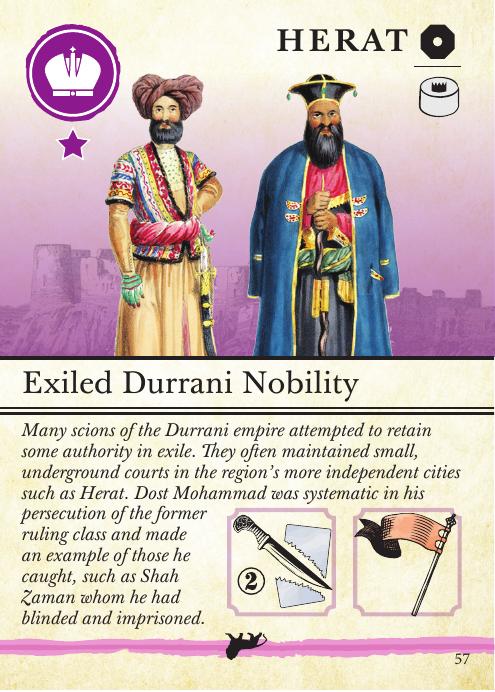 HERAT
Exiled Durrani Nobility
Many scions of the Durrani empire attempted to retain
some authority in exile. They often maintained small,
underground courts in the region's more independent cities
such as Herat. Dost Mohammad was systematic in his
persecution of the former
ruling class and made
an example of those he
caught, such as Shah
Zaman whom he had
blinded and imprisoned.
2
57